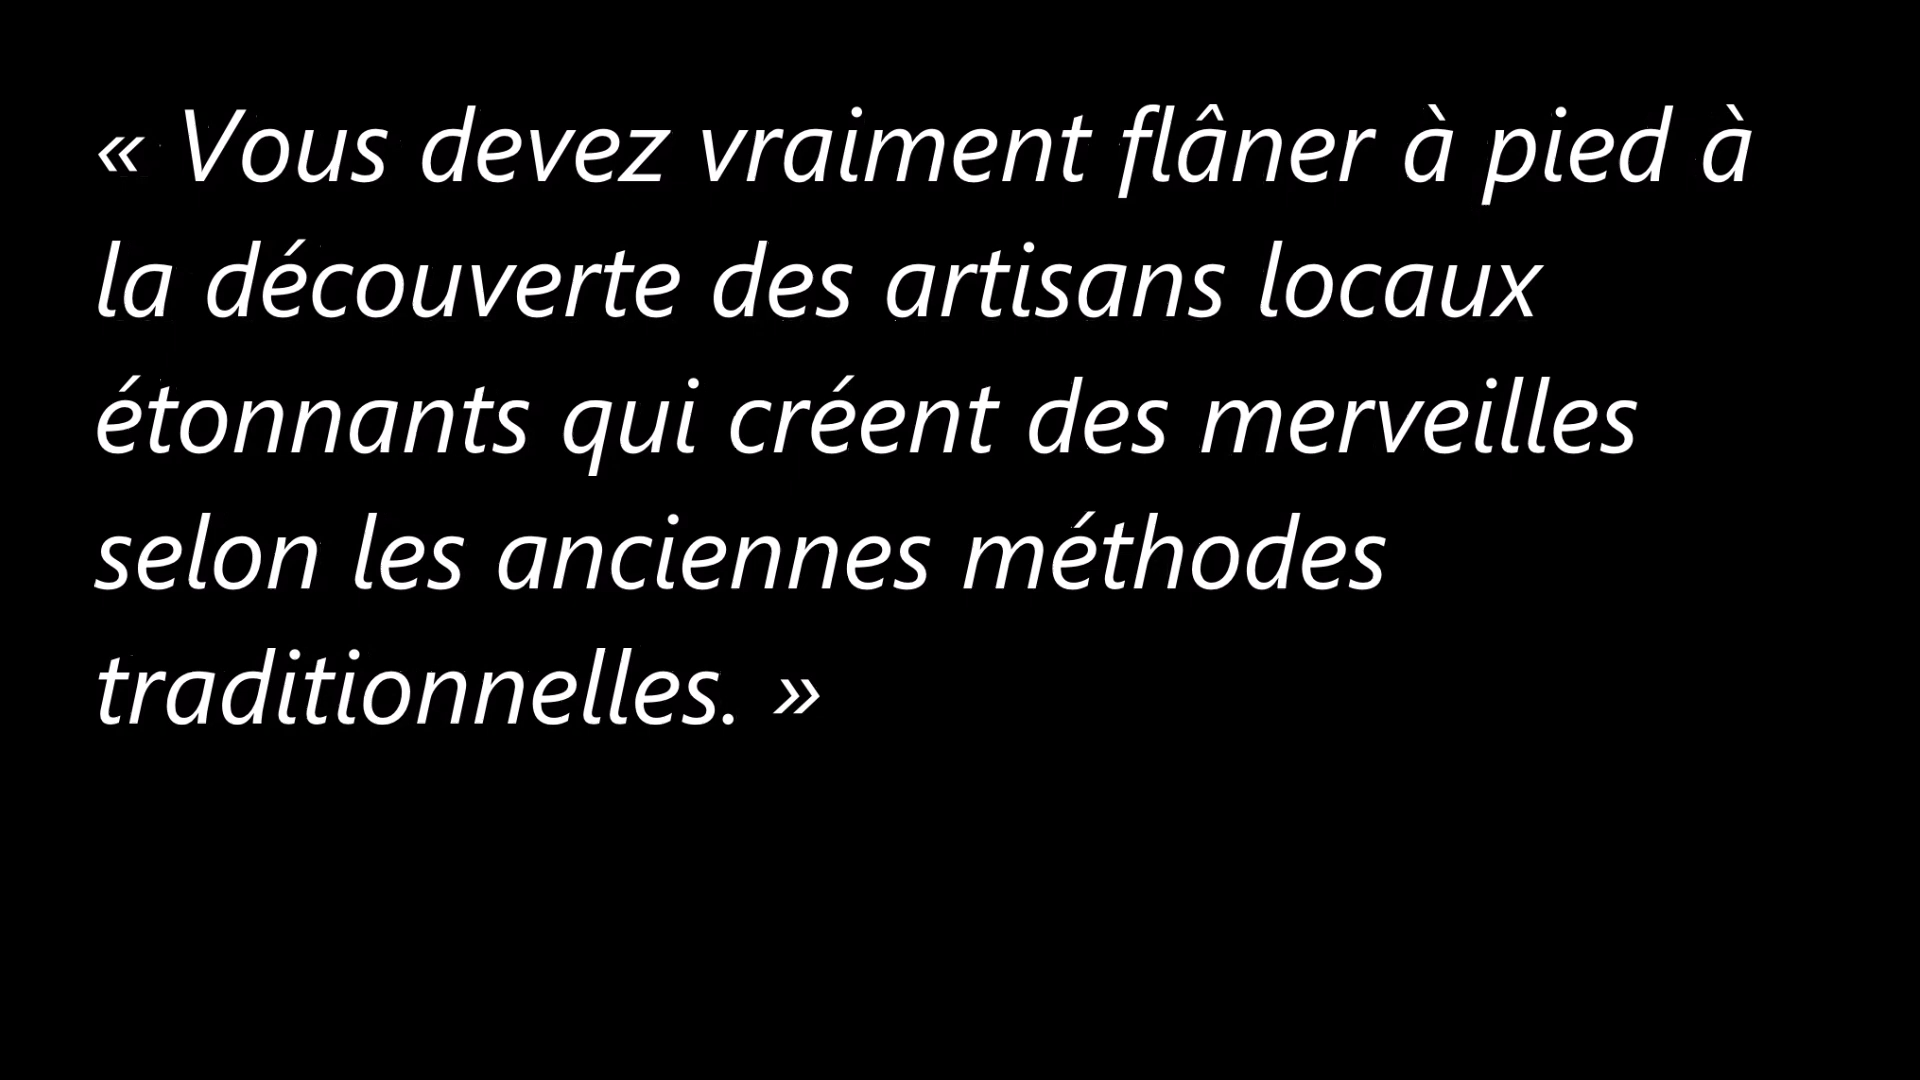 « Vous devez vraiment flâner à pied à
la découverte des artisans locaux
étonnants qui créent des merveilles
selon les anciennes méthodes
traditionnelles. »